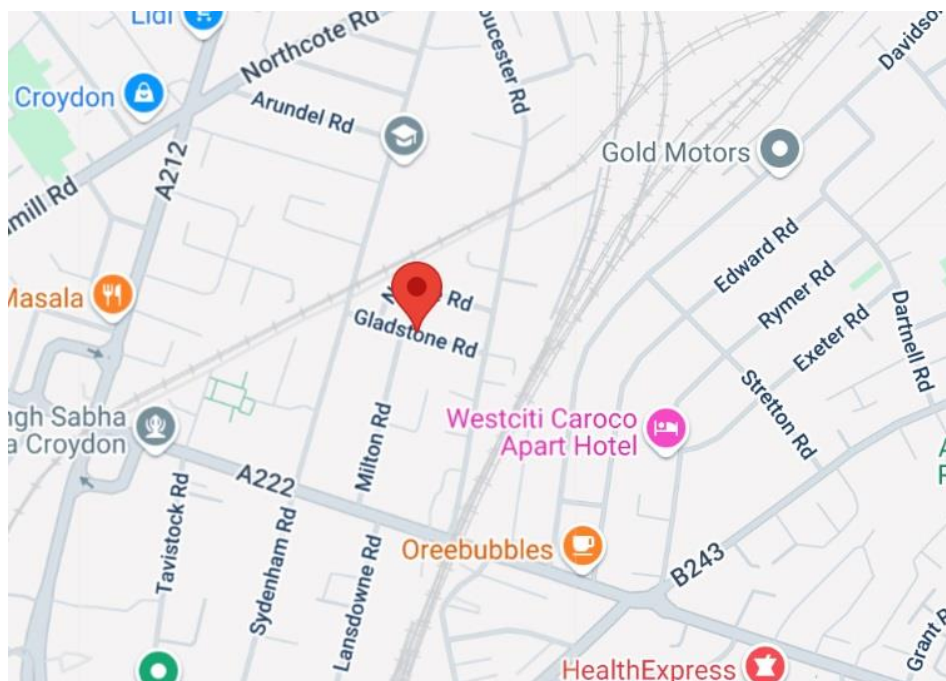 Lidl
Northcote Rd
oucester Rd
Davidso
Croydon
Arundel Rd
Gold Motors
A212
mill Rd
Edward Rd
Rymer Rd
Masala
Rd
Gladstone Rd
Exeter Rd
Dartnell Rd
Stretton Rd
ngh Sabha
a Croydon
Westciti Caroco
Apart Hotel
Milton Rd
A222
Tavistock Rd
Sydenham Rd
Lansdowne Rd
Oreebubbles
B243
A
R
Grant R
HealthExpress